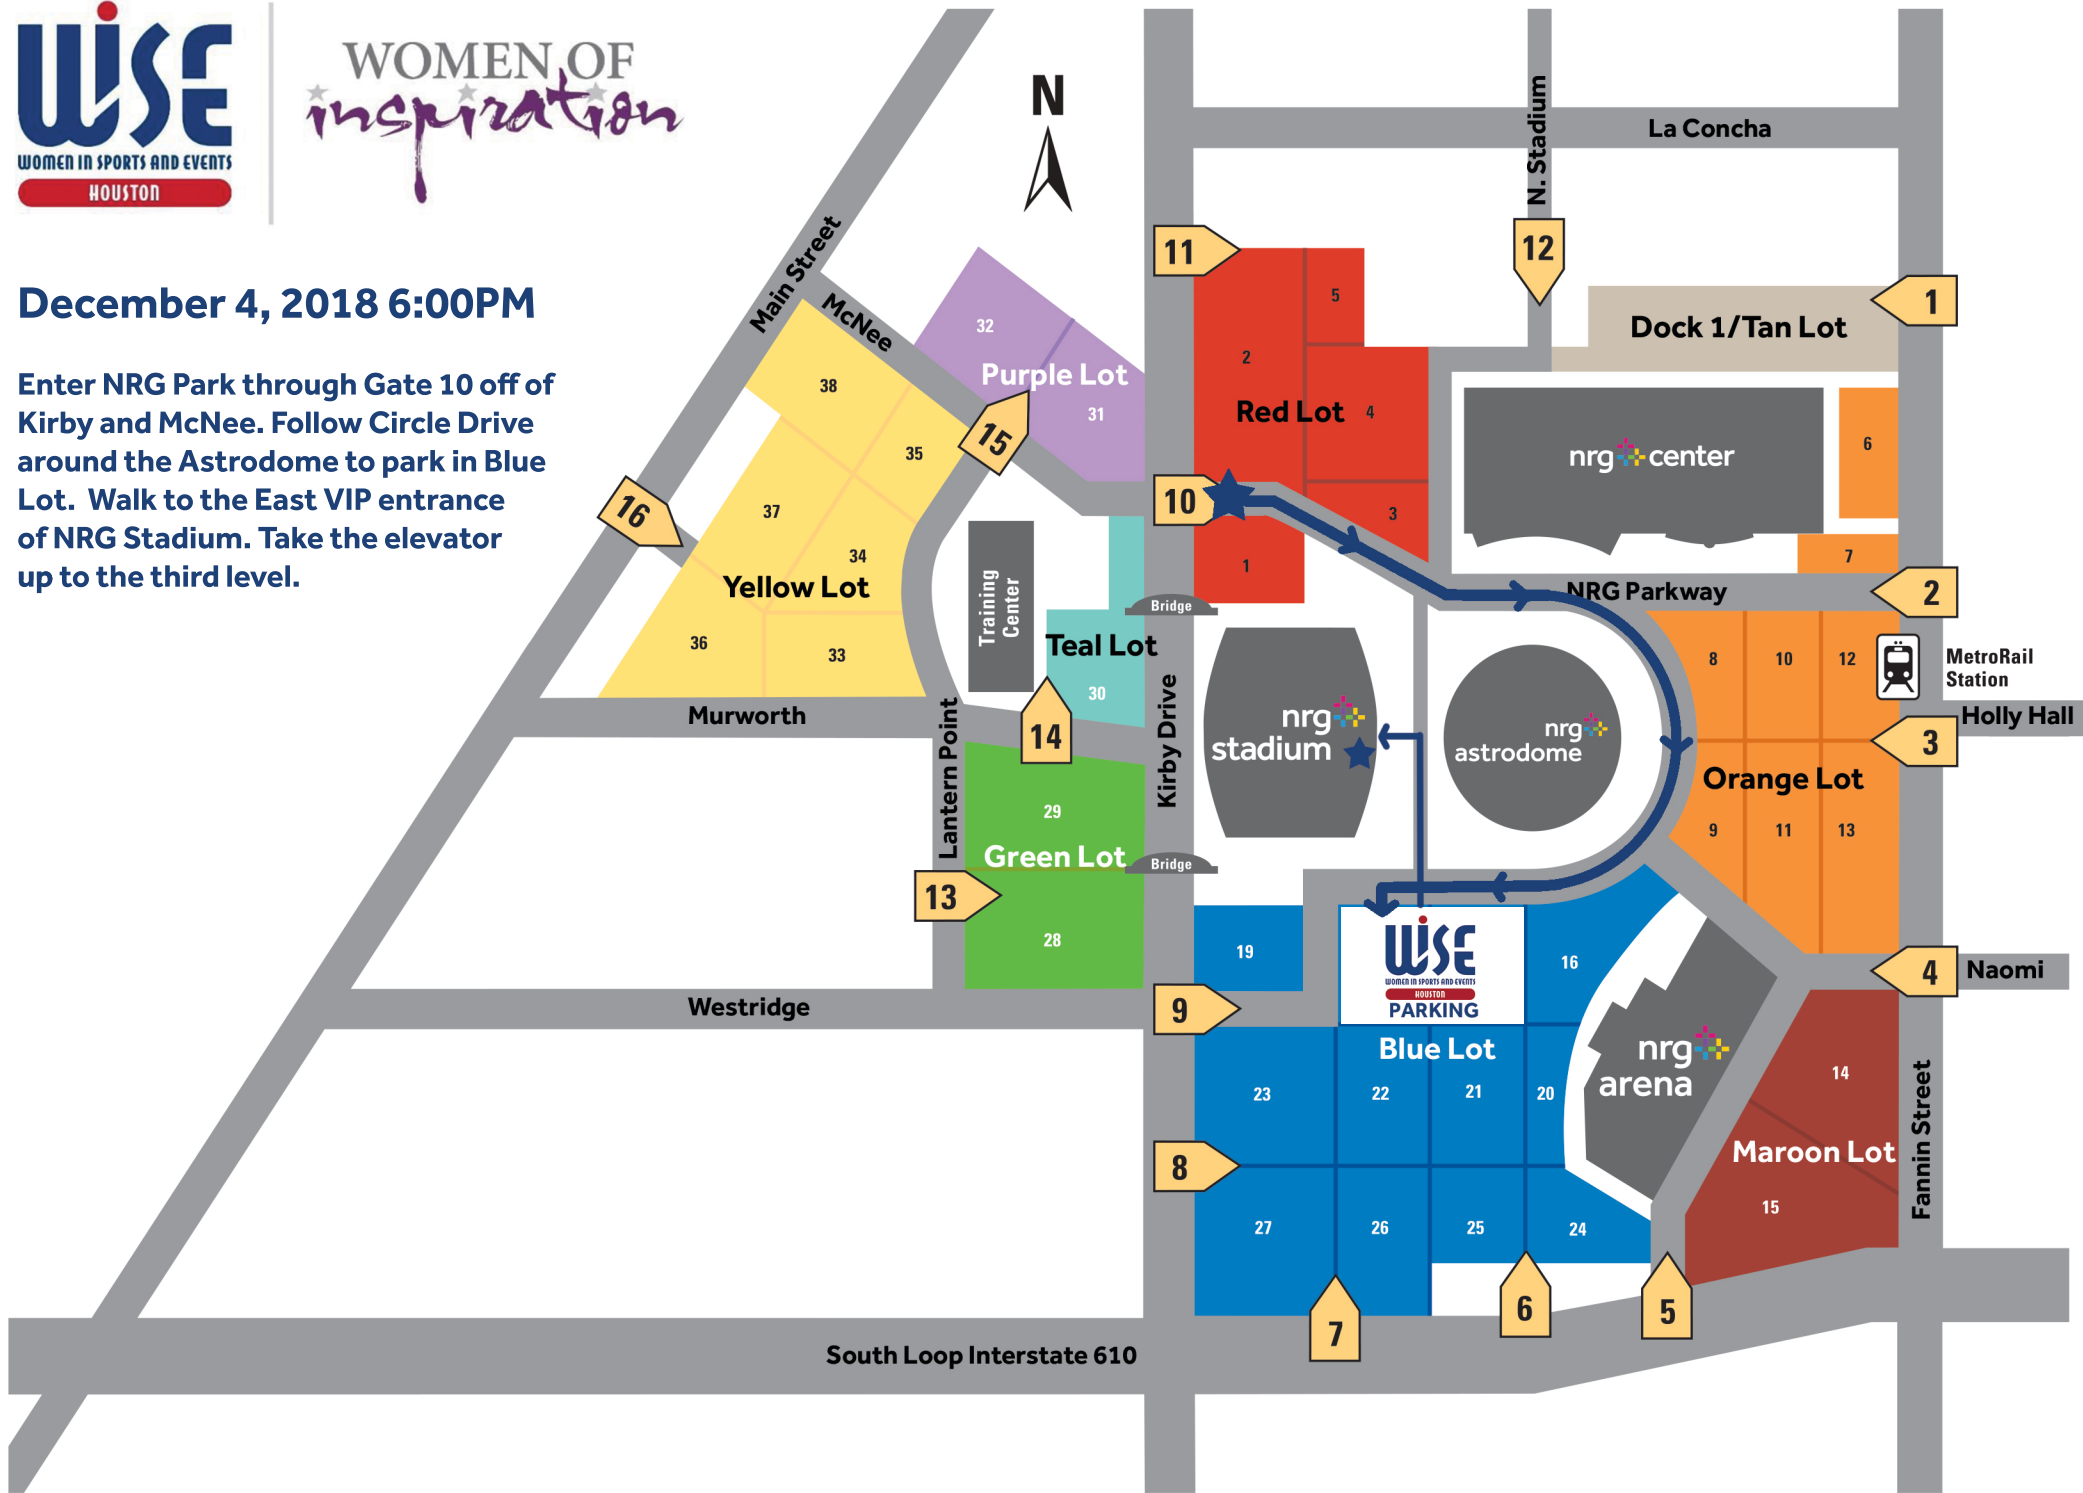 WiSE
WOMEN IN SPORTS AND EVENTS
HOUSTON
WOMEN OF
inspiration
December 4, 2018 6:00PM
Enter NRG Park through Gate 10 off of
Kirby and McNee. Follow Circle Drive
around the Astrodome to park in Blue
Lot. Walk to the East VIP entrance
of NRG Stadium. Take the elevator
up to the third level.
N
Main Street
McNee
N. Stadium
La Concha
11
12
1
Dock 1/Tan Lot
32
Purple Lot
31
5
2
Red Lot
4
3
1
38
35
37
34
Yellow Lot
36
33
15
16
10
nrg center
6
7
NRG Parkway
2
Training
Center
Bridge
Teal Lot
30
14
Murworth
Lantern Point
Kirby Drive
nrg
stadium
nrg
astrodome
8
10
12
MetroRail
Station
Holly Hall
3
Orange Lot
9
11
13
29
Green Lot
28
13
Bridge
19
WiSE
WOMEN IN SPORTS AND EVENTS
HOUSTON
PARKING
16
4
Naomi
Westridge
9
Blue Lot
23
22
21
20
nrg
arena
14
Maroon Lot
15
Fannin Street
8
27
26
25
24
7
6
5
South Loop Interstate 610